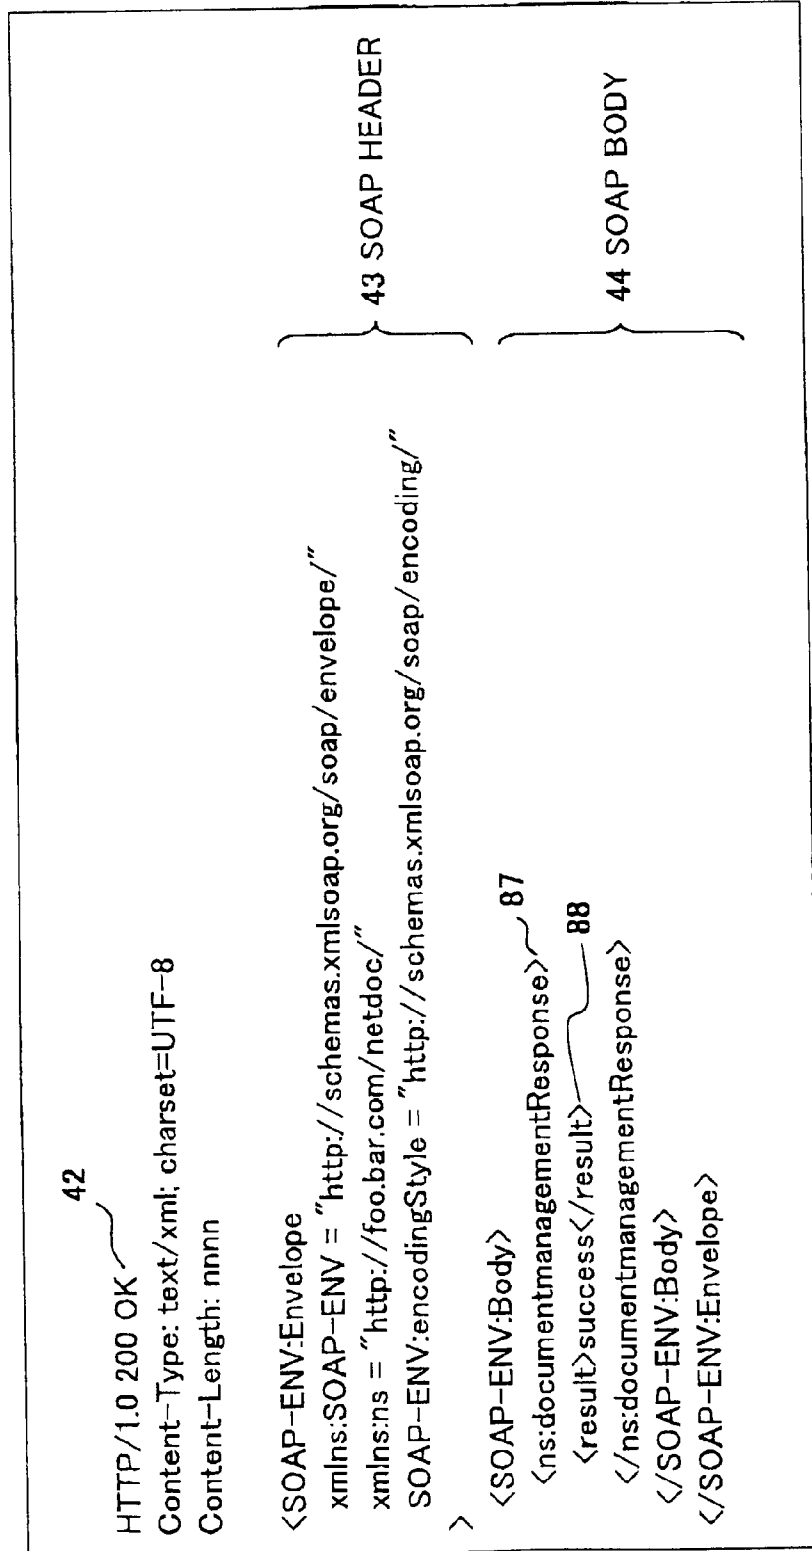 42
HTTP/1.0 200 OK
Content-Type: text/xml; charset=UTF-8
Content-Length: nnnn
<SOAP-ENV:Envelope
xmlns:SOAP-ENV = "http://schemas.xmlsoap.org/soap/envelope/"
xmlns:ns = "http://foo.bar.com/netdoc/"
SOAP-ENV:encodingStyle = "http://schemas.xmlsoap.org/soap/encoding/"
>
43 SOAP HEADER
<SOAP-ENV:Body>
<ns:documentmanagementResponse> 87
<result>success</result> 88
</ns:documentmanagementResponse>
</SOAP-ENV:Body>
</SOAP-ENV:Envelope>
44 SOAP BODY